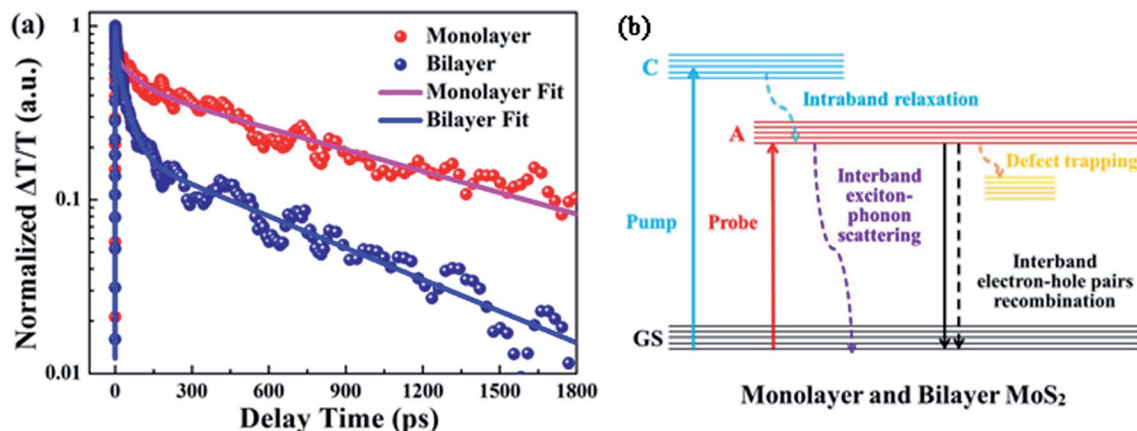 (a)
Normalized ΔT/T (a.u.)
1
0.1
0.01
Monolayer
Bilayer
Monolayer Fit
Bilayer Fit
0 300 600 900 1200 1500 1800
Delay Time (ps)
(b)
C
Intraband relaxation
A
Defect trapping
Interband
exciton-
phonon
scattering
Pump
Probe
Interband
electron-hole pairs
recombination
GS
Monolayer and Bilayer MoS₂